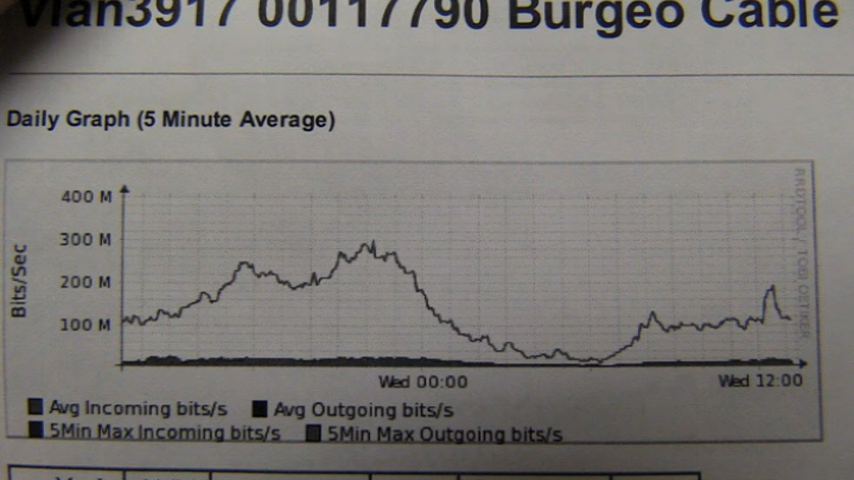 Vlan3917 00117790 Burgeo Cable
Daily Graph (5 Minute Average)
400 M
300 M
200 M
100 M
Bits/Sec
RRDTOOL / TOBI OETIKER
Wed 00:00
Wed 12:00
Avg Incoming bits/s
Avg Outgoing bits/s
5Min Max Incoming bits/s
5Min Max Outgoing bits/s